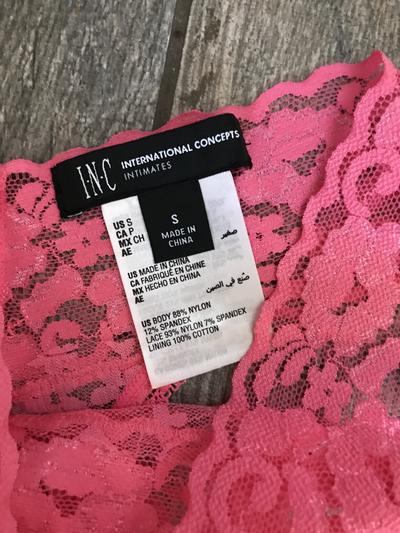 I·N·C INTERNATIONAL CONCEPTS
INTIMATES
S
MADE IN
CHINA
US S
CA P
MX CH
AE صغير
US MADE IN CHINA
CA FABRIQUÉ EN CHINE
MX HECHO EN CHINA
AE صنع في الصين
US BODY 88% NYLON
12% SPANDEX
LACE 93% NYLON 7% SPANDEX
LINING 100% COTTON